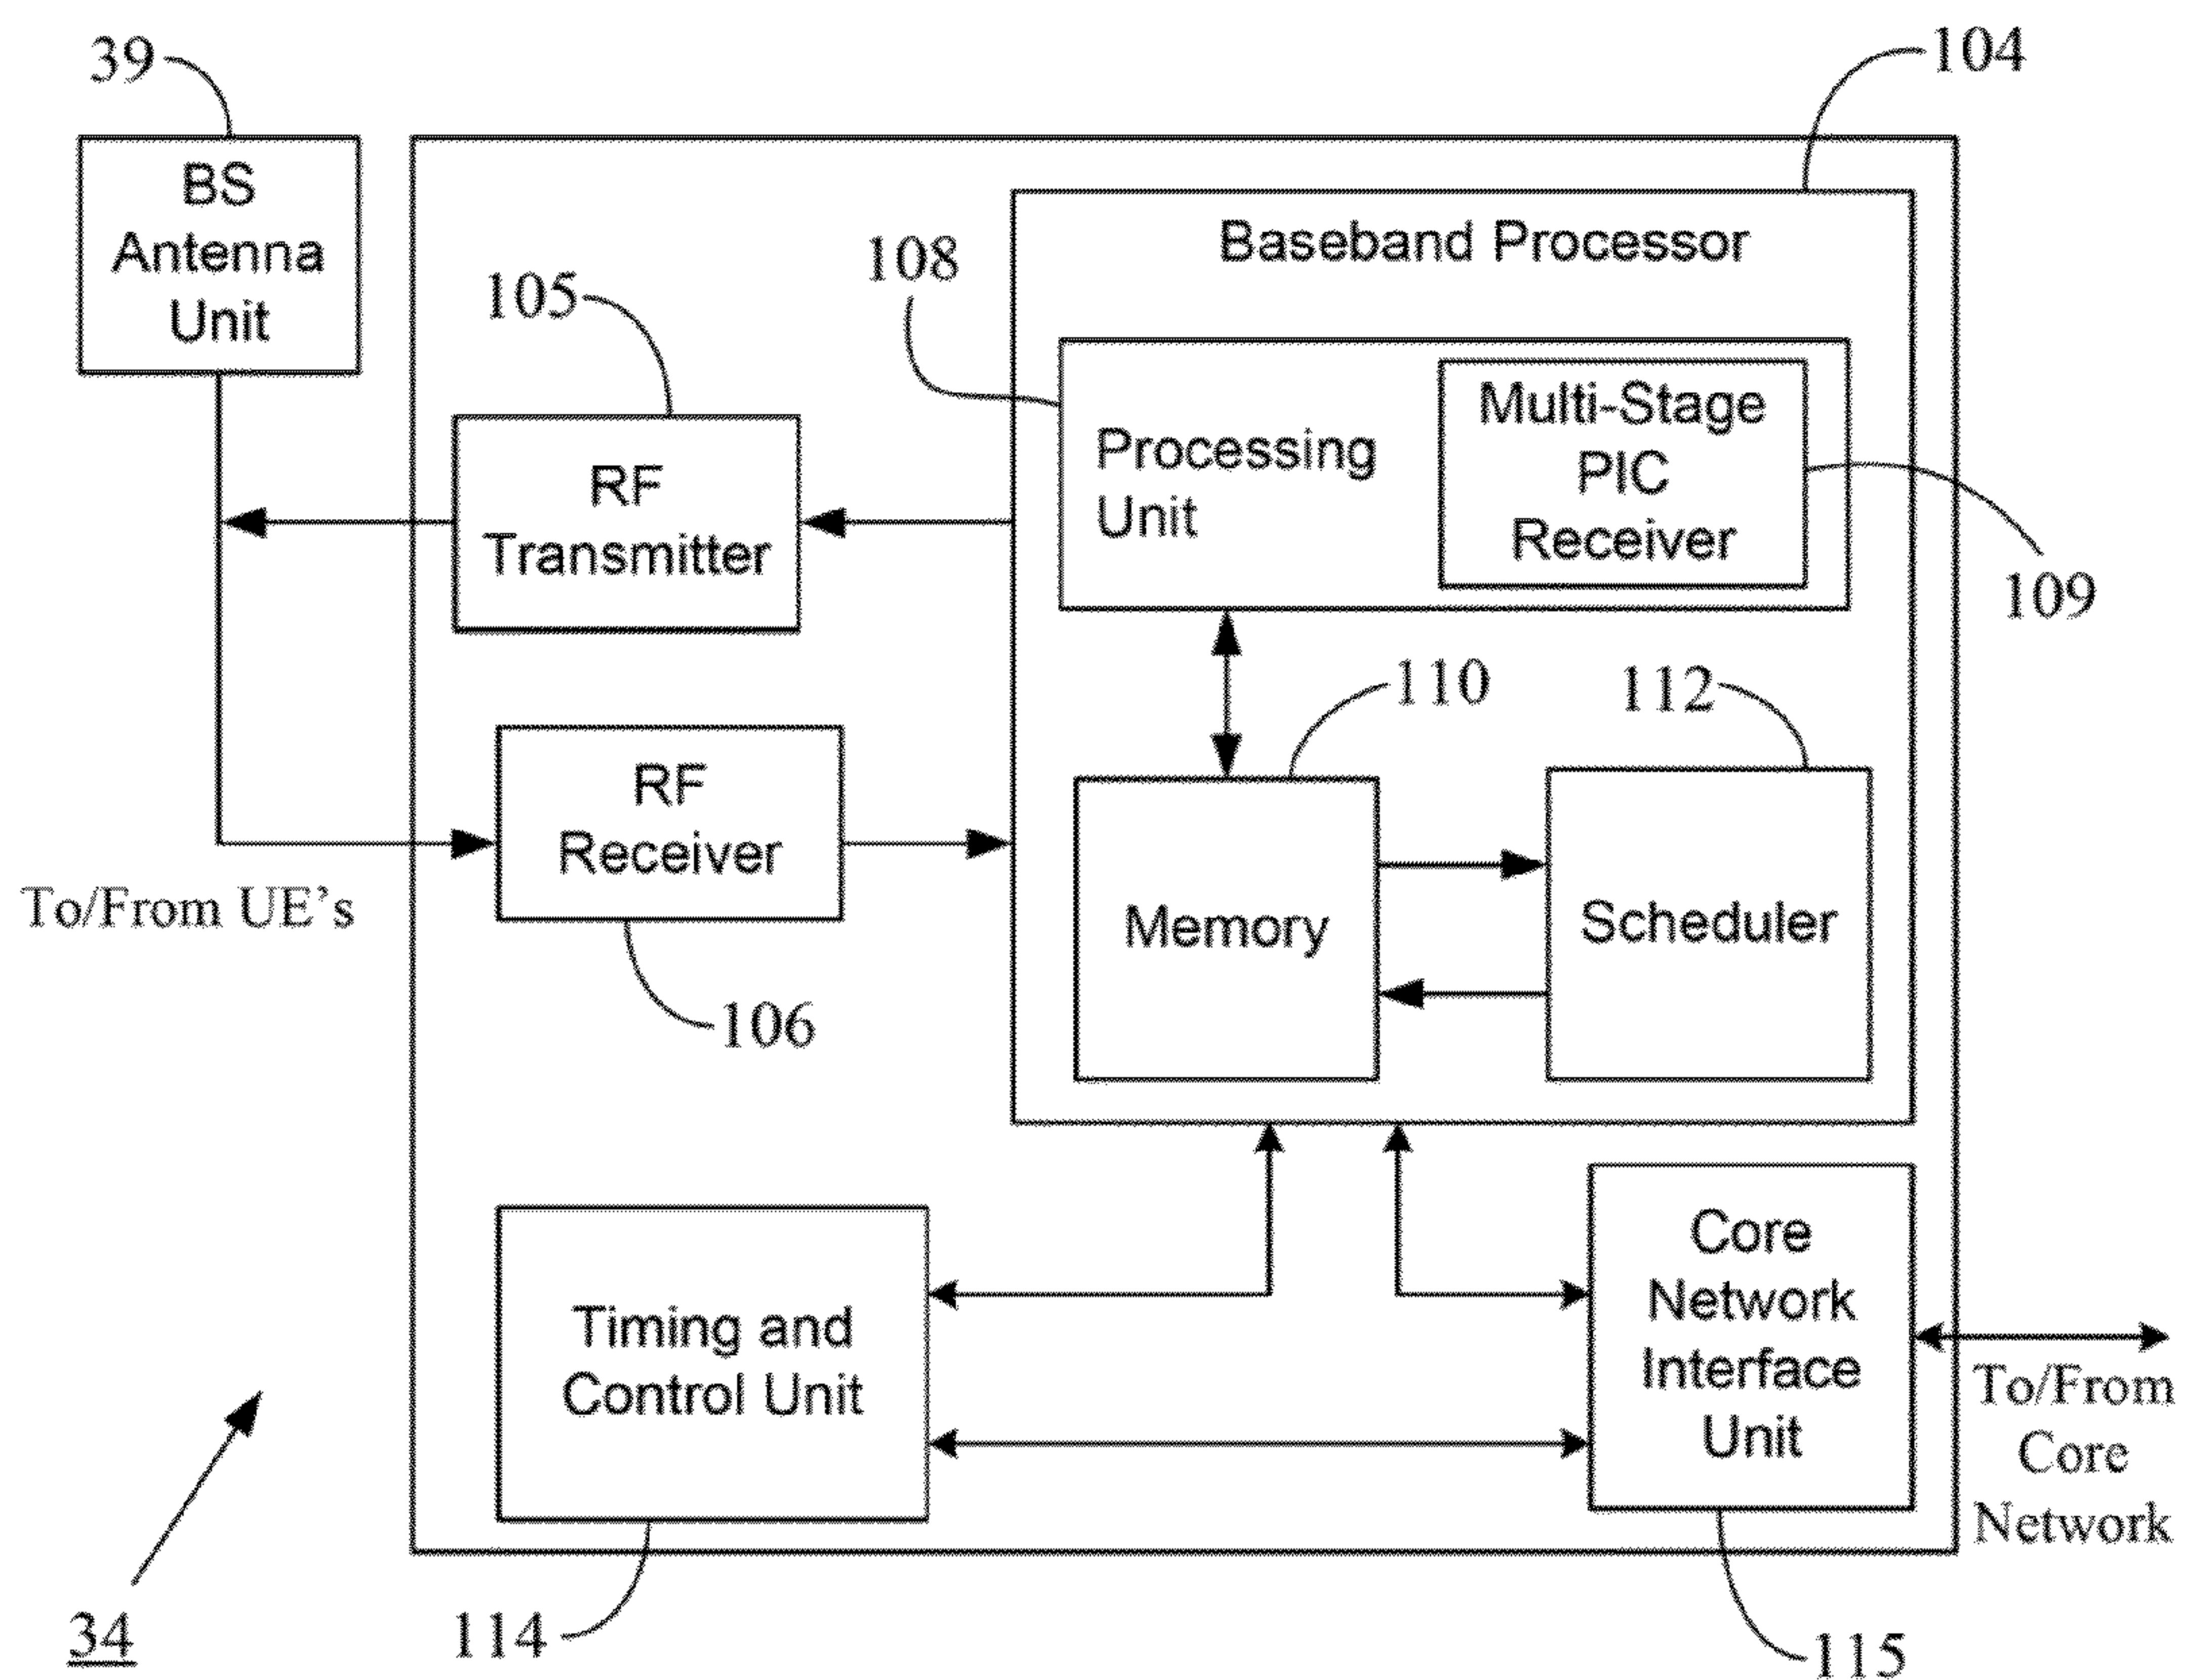 39
104
BS
Antenna
Unit
Baseband Processor
108
105
Multi-Stage
PIC
Receiver
Processing
Unit
RF
Transmitter
109
110
112
RF
Receiver
To/From UE’s
Memory
Scheduler
106
Core
Network
Interface
Unit
Timing and
Control Unit
To/From
Core
Network
34
114
115